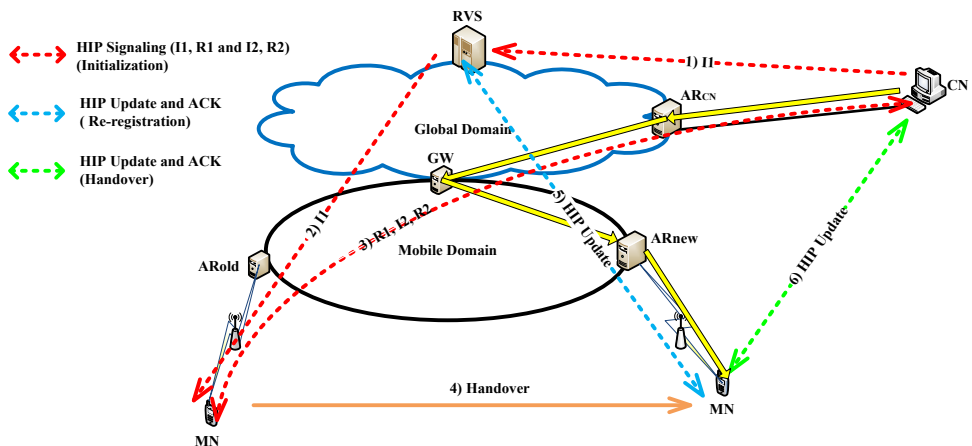 RVS
HIP Signaling (I1, R1 and I2, R2)
(Initialization)
1) I1
CN
HIP Update and ACK
( Re-registration)
ARCN
Global Domain
HIP Update and ACK
(Handover)
GW
2) I1
3) R1, I2, R2
5) HIP Update
6) HIP Update
Mobile Domain
ARnew
ARold
4) Handover
MN
MN